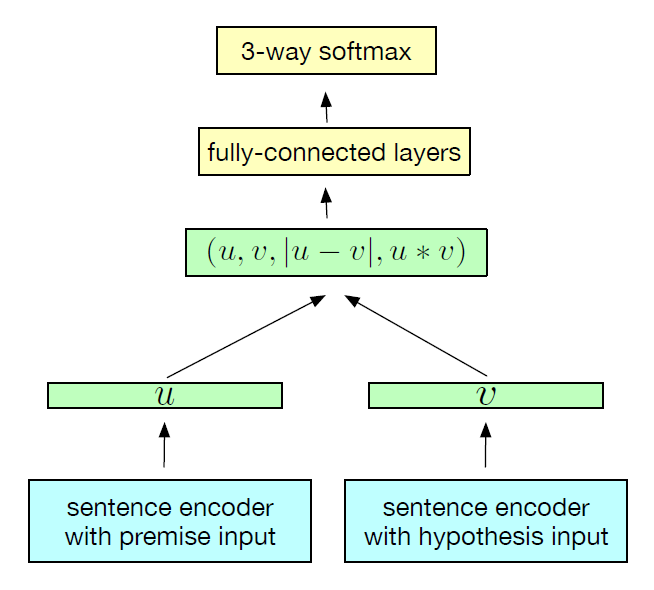 3-way softmax
fully-connected layers
(u, v, |u − v|, u ∗ v)
u
v
sentence encoder
with premise input
sentence encoder
with hypothesis input